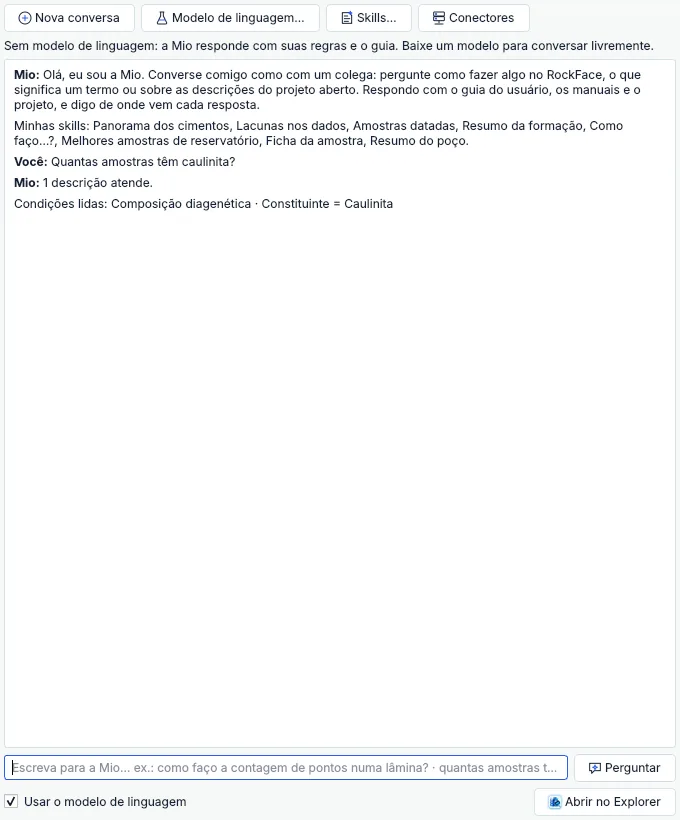 Nova conversa
Modelo de linguagem...
Skills...
Conectores
Sem modelo de linguagem: a Mio responde com suas regras e o guia. Baixe um modelo para conversar livremente.
Mio: Olá, eu sou a Mio. Converse comigo como com um colega: pergunte como fazer algo no RockFace, o que
significa um termo ou sobre as descrições do projeto aberto. Respondo com o guia do usuário, os manuais e o
projeto, e digo de onde vem cada resposta.
Minhas skills: Panorama dos cimentos, Lacunas nos dados, Amostras datadas, Resumo da formação, Como
faço...?, Melhores amostras de reservatório, Ficha da amostra, Resumo do poço.
Você: Quantas amostras têm caulinita?
Mio: 1 descrição atende.
Condições lidas: Composição diagenética · Constituinte = Caulinita
Escreva para a Mio... ex.: como faço a contagem de pontos numa lâmina? · quantas amostras t...
Perguntar
Usar o modelo de linguagem
Abrir no Explorer